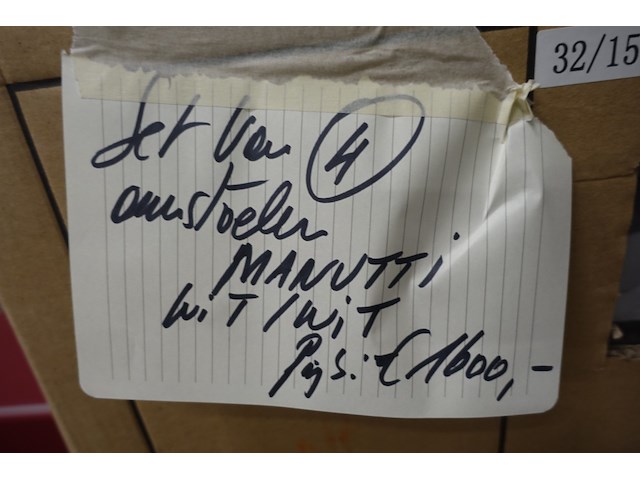 32/15
Set van 4
armstoelen
MANUTTI
WIT/WIT
Prijs: € 1600,-